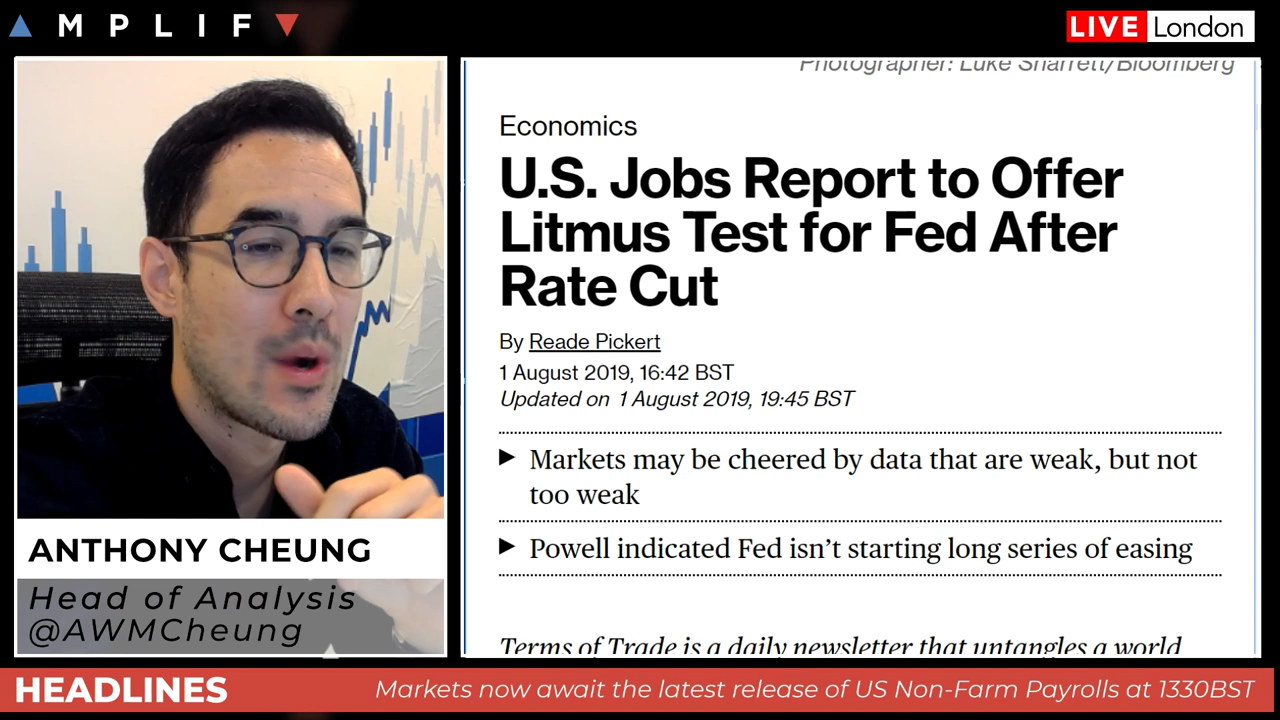 ▲ M P L I F ▼
LIVE London
Photographer: Luke Sharrett/Bloomberg
Economics
U.S. Jobs Report to Offer
Litmus Test for Fed After
Rate Cut
By Reade Pickert
1 August 2019, 16:42 BST
Updated on 1 August 2019, 19:45 BST
Markets may be cheered by data that are weak, but not
too weak
Powell indicated Fed isn't starting long series of easing
Terms of Trade is a daily newsletter that untangles a world
ANTHONY CHEUNG
Head of Analysis
@AWMCheung
HEADLINES Markets now await the latest release of US Non-Farm Payrolls at 1330BST